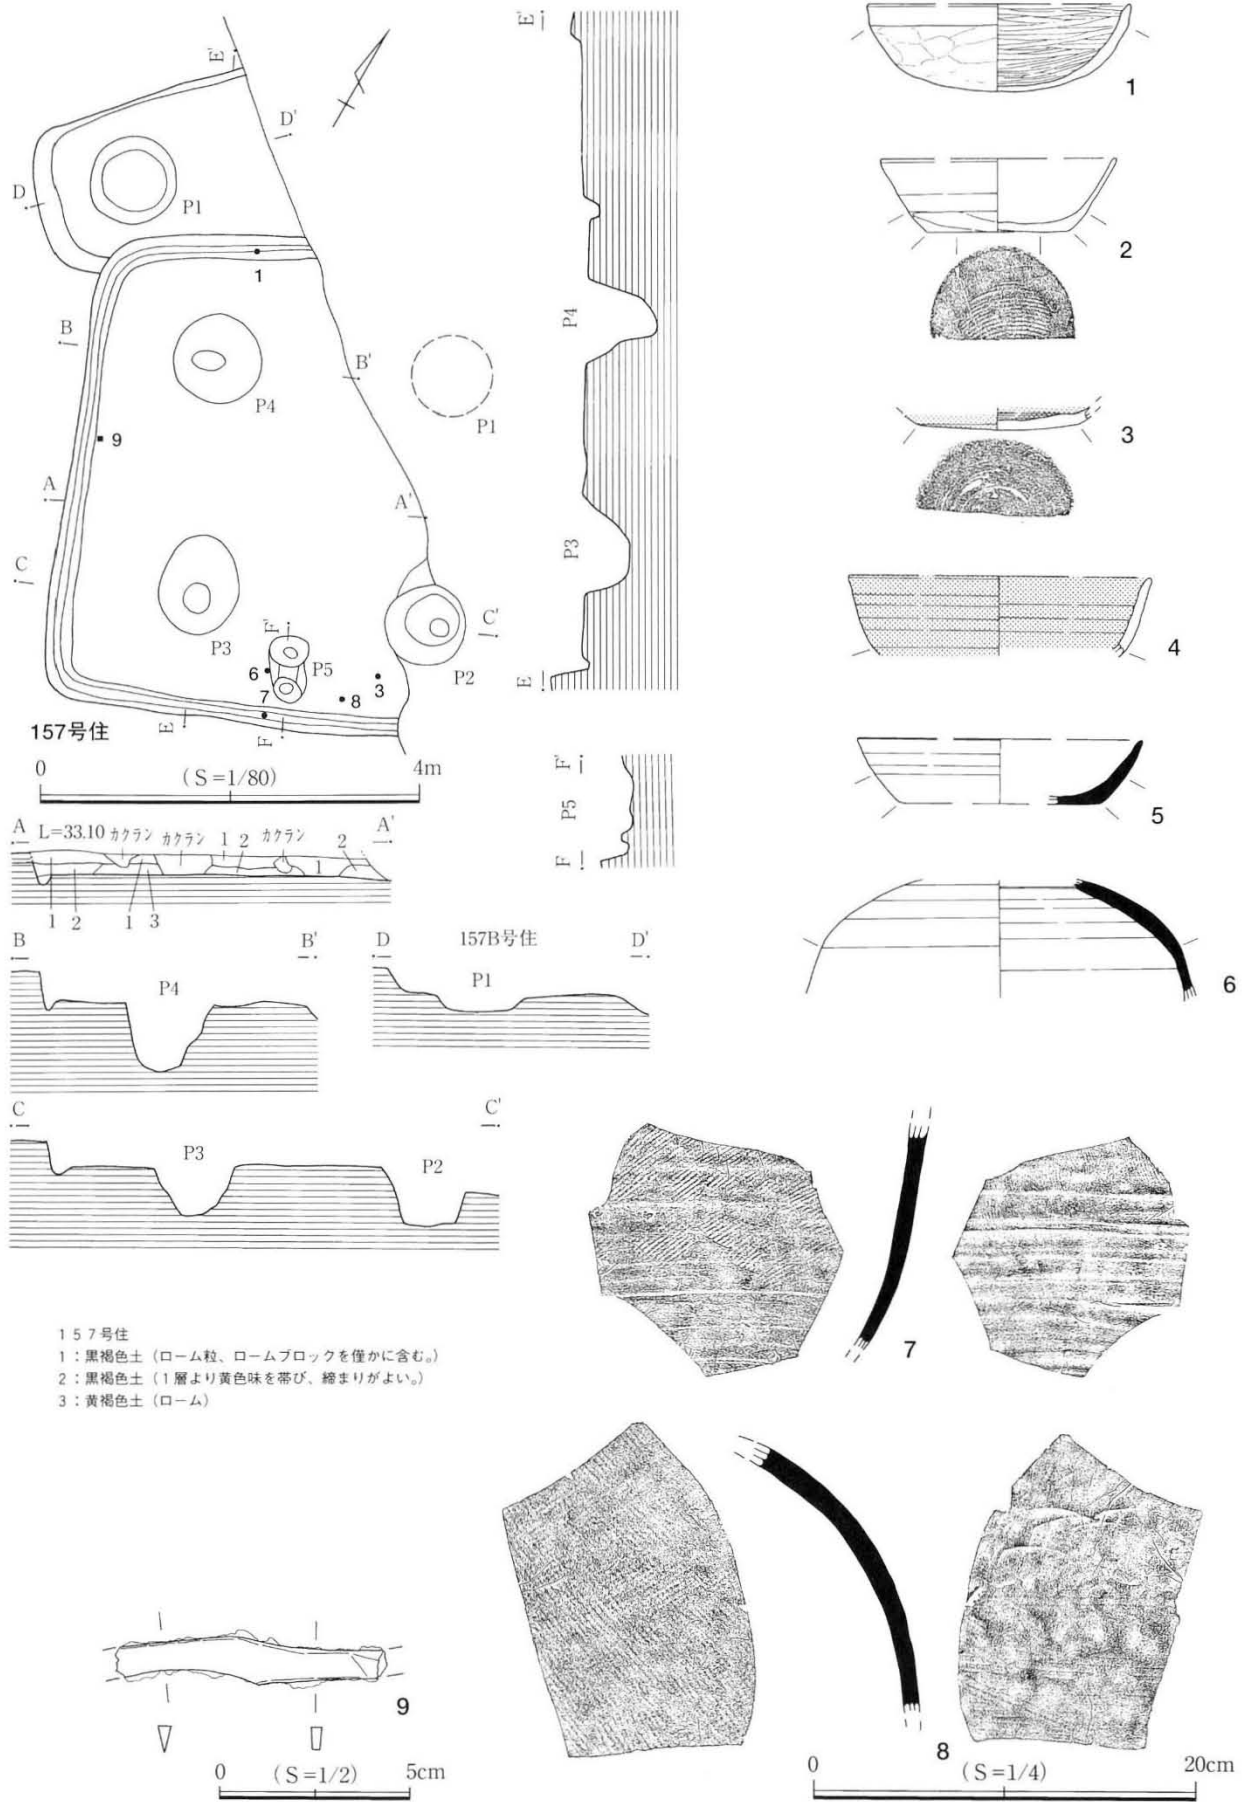 E'
D'
D
P1
1
B
B'
P4
P1
9
A
A'
C
C'
P3
F'
P5
6
7
8
3
P2
E
F
157号住
0 (S=1/80) 4m
A L=33.10 カクラン カクラン 1 2 カクラン 2 A'
1
1 2 1 3
B B'
P4
D 157B号住 D'
P1
C C'
P3
P2
E'
P4
P3
E
F'
P5
F
157号住
1:黒褐色土(ローム粒、ロームブロックを僅かに含む。)
2:黒褐色土(1層より黄色味を帯び、締まりがよい。)
3:黄褐色土(ローム)
1
2
3
4
5
6
7
8
9
0 (S=1/2) 5cm
0 (S=1/4) 20cm